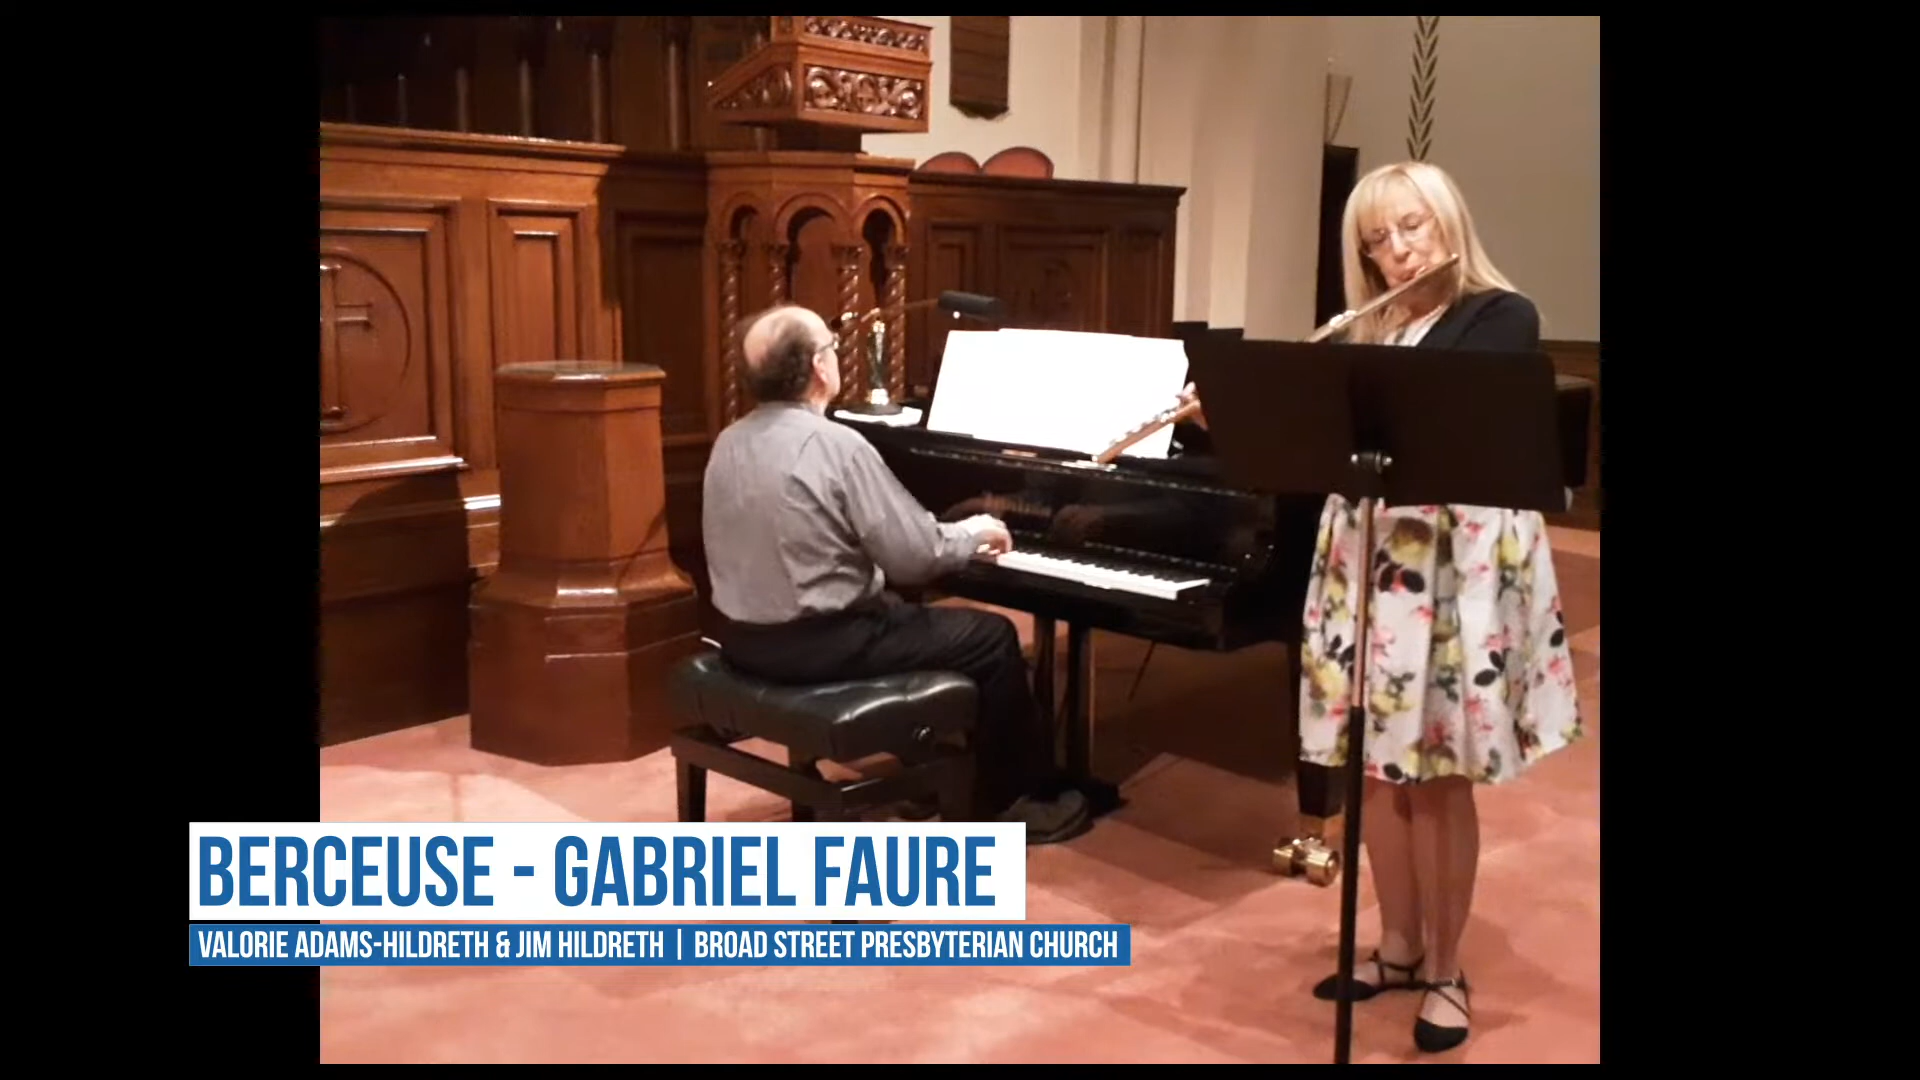 BERCEUSE - GABRIEL FAURE
VALORIE ADAMS-HILDRETH & JIM HILDRETH | BROAD STREET PRESBYTERIAN CHURCH